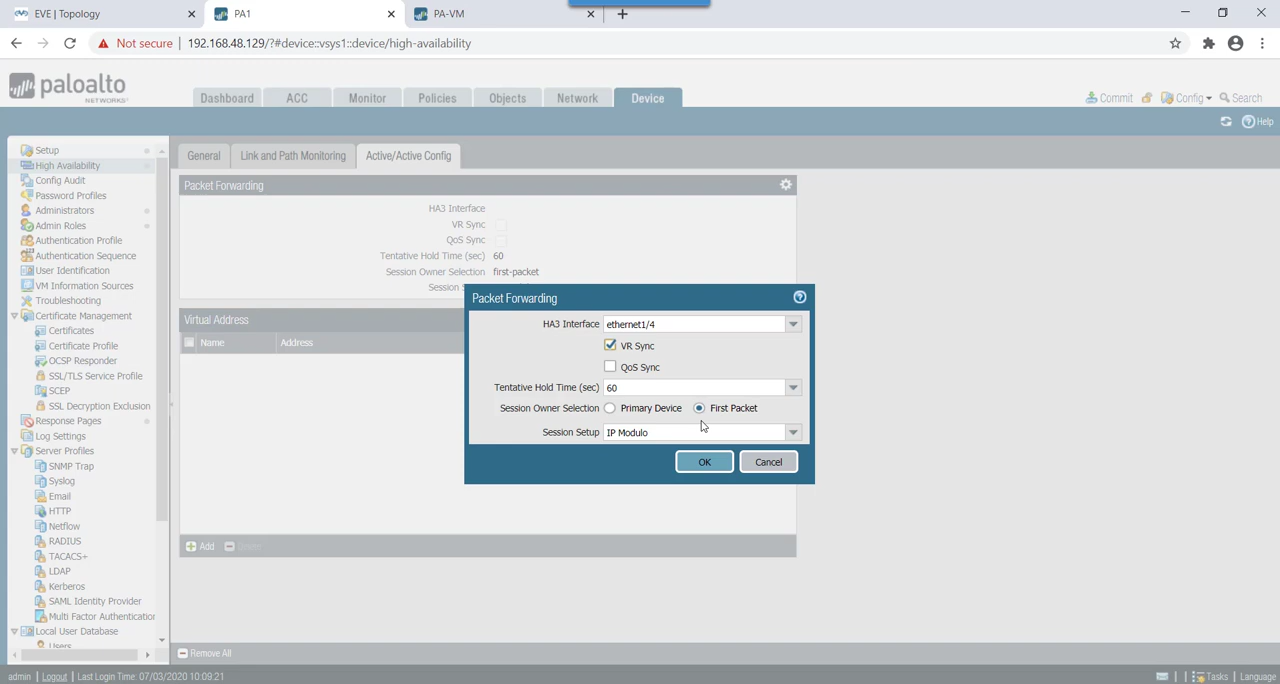 EVE | Topology
PA1
PA-VM
Not secure | 192.168.48.129/?#device::vsys1::device/high-availability
paloalto
NETWORKS
Dashboard
ACC
Monitor
Policies
Objects
Network
Device
Commit
Config
Search
Help
Setup
High Availability
Config Audit
Password Profiles
Administrators
Admin Roles
Authentication Profile
Authentication Sequence
User Identification
VM Information Sources
Troubleshooting
Certificate Management
Certificates
Certificate Profile
OCSP Responder
SSL/TLS Service Profile
SCEP
SSL Decryption Exclusion
Response Pages
Log Settings
Server Profiles
SNMP Trap
Syslog
Email
HTTP
Netflow
RADIUS
TACACS+
LDAP
Kerberos
SAML Identity Provider
Multi Factor Authentication
Local User Database
Users
General
Link and Path Monitoring
Active/Active Config
Packet Forwarding
HA3 Interface
VR Sync
QoS Sync
Tentative Hold Time (sec) 60
Session Owner Selection first-packet
Session S
Virtual Address
Name
Address
Add
Delete
Remove All
Packet Forwarding
HA3 Interface ethernet1/4
VR Sync
QoS Sync
Tentative Hold Time (sec) 60
Session Owner Selection Primary Device First Packet
Session Setup IP Modulo
OK
Cancel
admin | Logout | Last Login Time: 07/03/2020 10:09:21
Tasks | Language